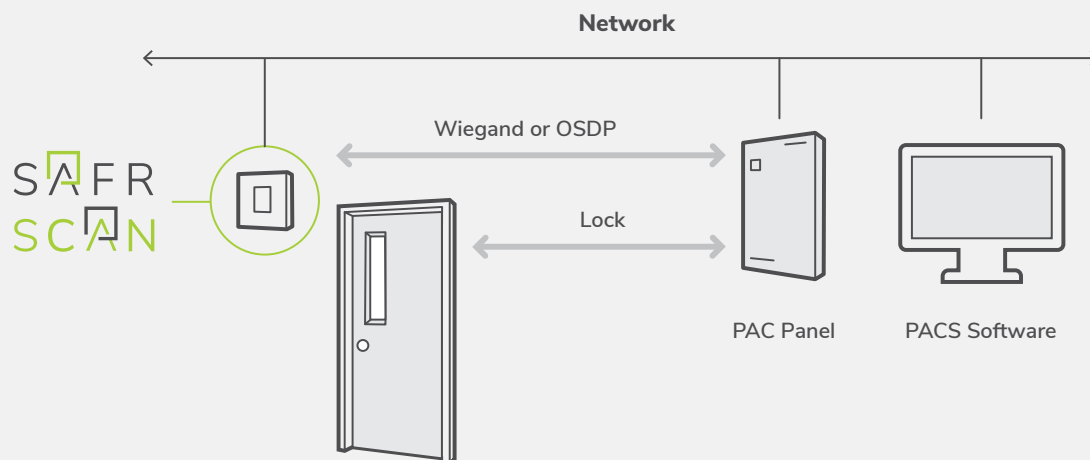 Network
Wiegand or OSDP
SAFR
SCAN
Lock
PAC Panel
PACS Software